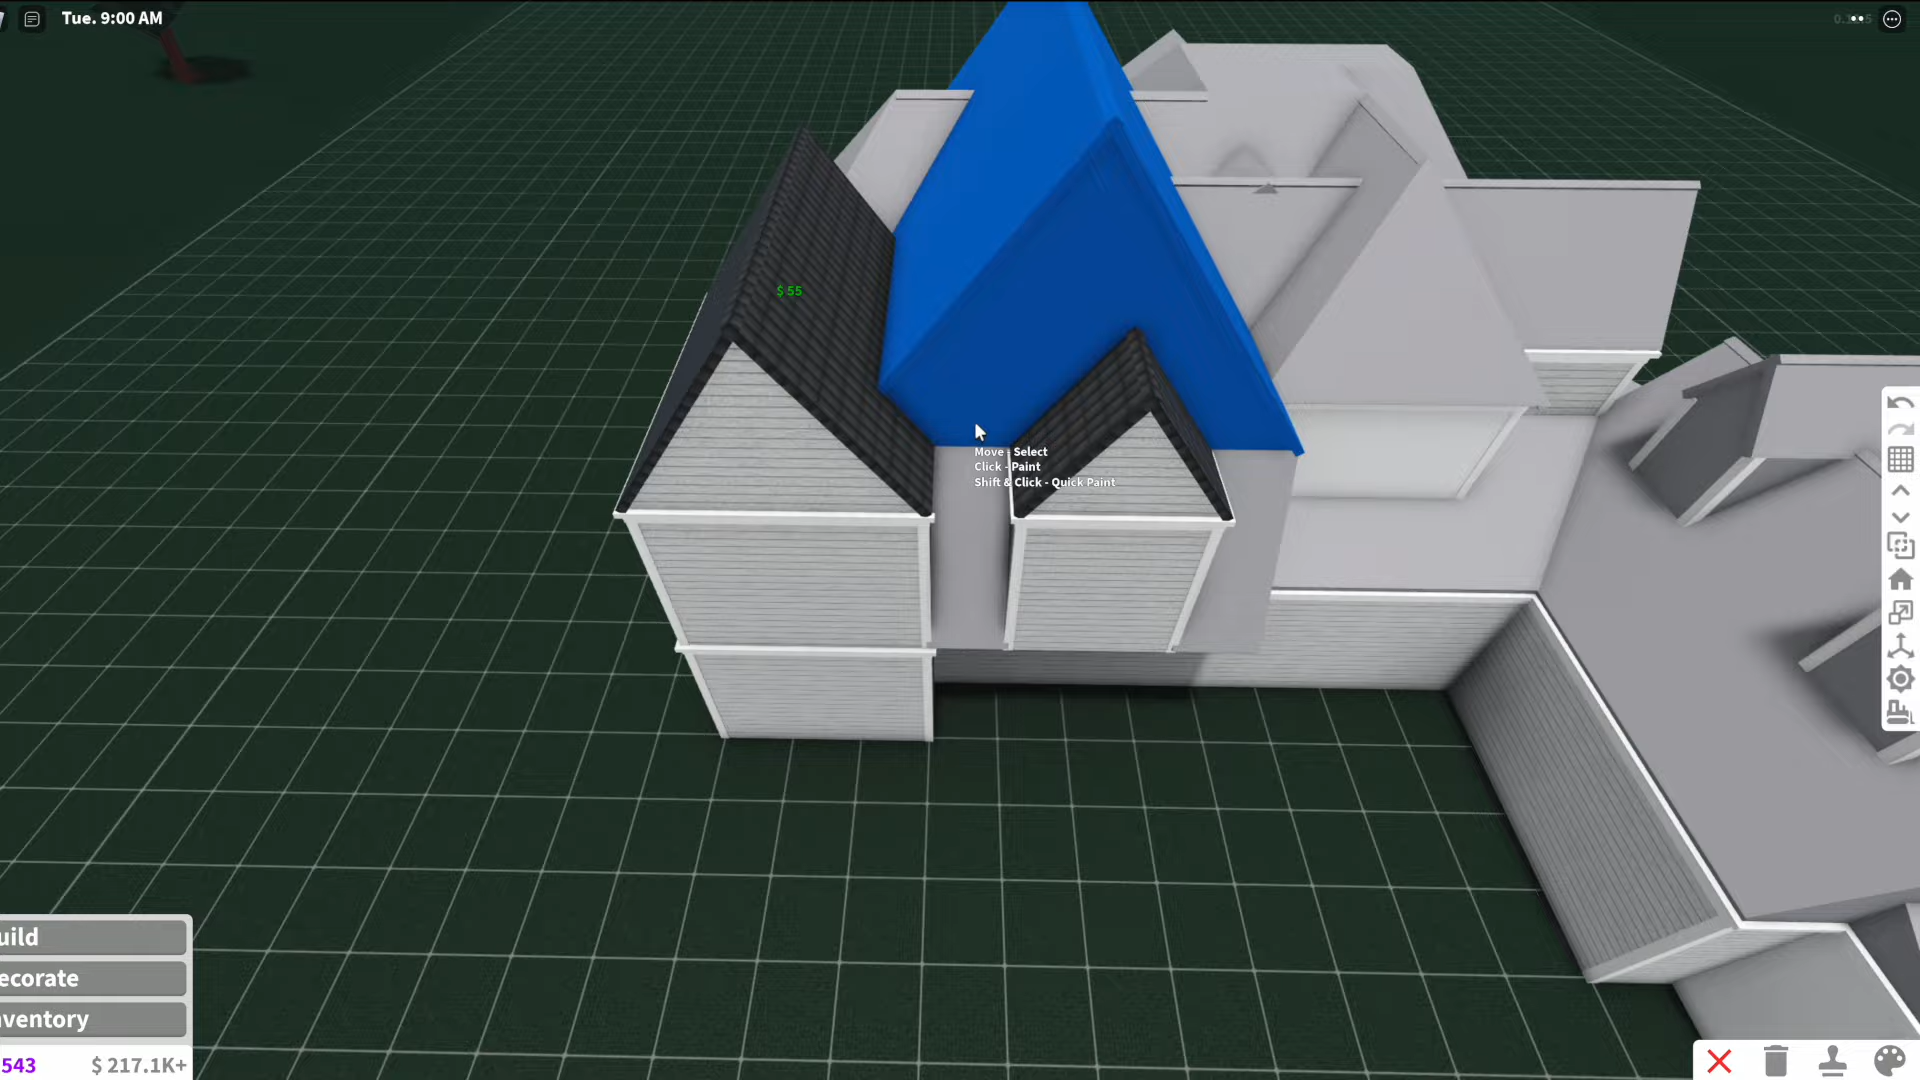 Tue. 9:00 AM
$ 55
Move - Select
Click - Paint
Shift & Click - Quick Paint
uild
ecorate
nventory
543 $ 217.1K+